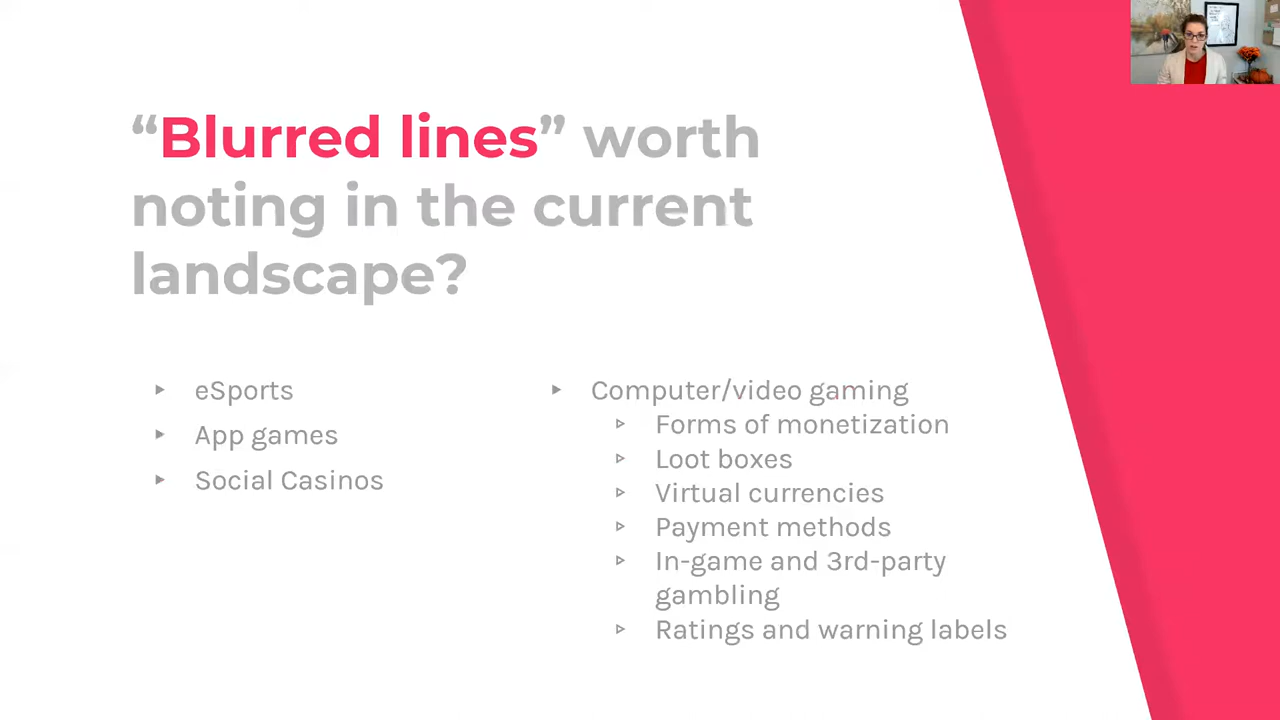 “Blurred lines” worth
noting in the current
landscape?
eSports
App games
Social Casinos
Computer/video gaming
Forms of monetization
Loot boxes
Virtual currencies
Payment methods
In-game and 3rd-party
gambling
Ratings and warning labels